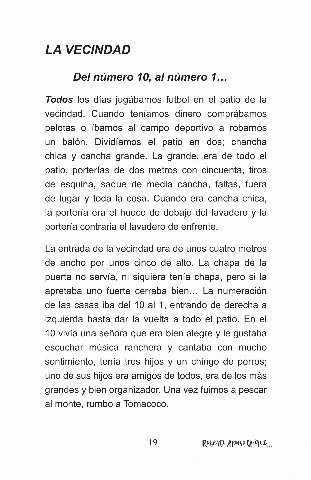 LA VECINDAD
Del número 10, al número 1…
Todos los días jugábamos futbol en el patio de la
vecindad. Cuando teníamos dinero comprábamos
pelotas o íbamos al campo deportivo a robarnos
un balón. Dividíamos el patio en dos; chancha
chica y cancha grande. La grande, era de todo el
patio, porterías de dos metros con cincuenta, tiros
de esquina, saque de media cancha, faltas, fuera
de lugar y toda la cosa. Cuando era cancha chica,
la portería era el hueco de debajo del lavadero y la
portería contraria el lavadero de enfrente.
La entrada de la vecindad era de unos cuatro metros
de ancho por unos cinco de alto. La chapa de la
puerta no servía, ni siquiera tenía chapa, pero si la
apretaba uno fuerte cerraba bien… La numeración
de las casas iba del 10 al 1, entrando de derecha a
izquierda hasta dar la vuelta a todo el patio. En el
10 vivía una señora que era bien alegre y le gustaba
escuchar música ranchera y cantaba con mucho
sentimiento, tenía tres hijos y un chingo de perros;
uno de sus hijos era amigos de todos, era de los más
grandes y bien organizador. Una vez fuimos a pescar
al monte, rumbo a Tomacoco.
19